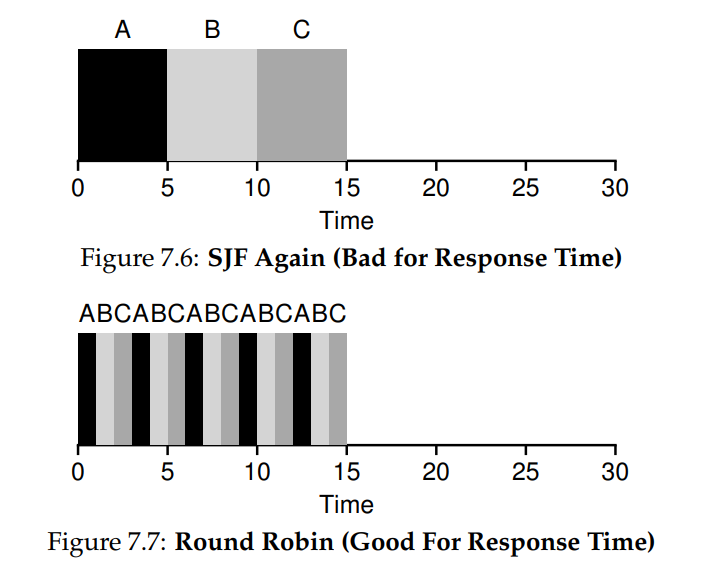 A B C
0 5 10 15 20 25 30
Time
Figure 7.6: SJF Again (Bad for Response Time)
ABCABCABCABCABC
0 5 10 15 20 25 30
Time
Figure 7.7: Round Robin (Good For Response Time)